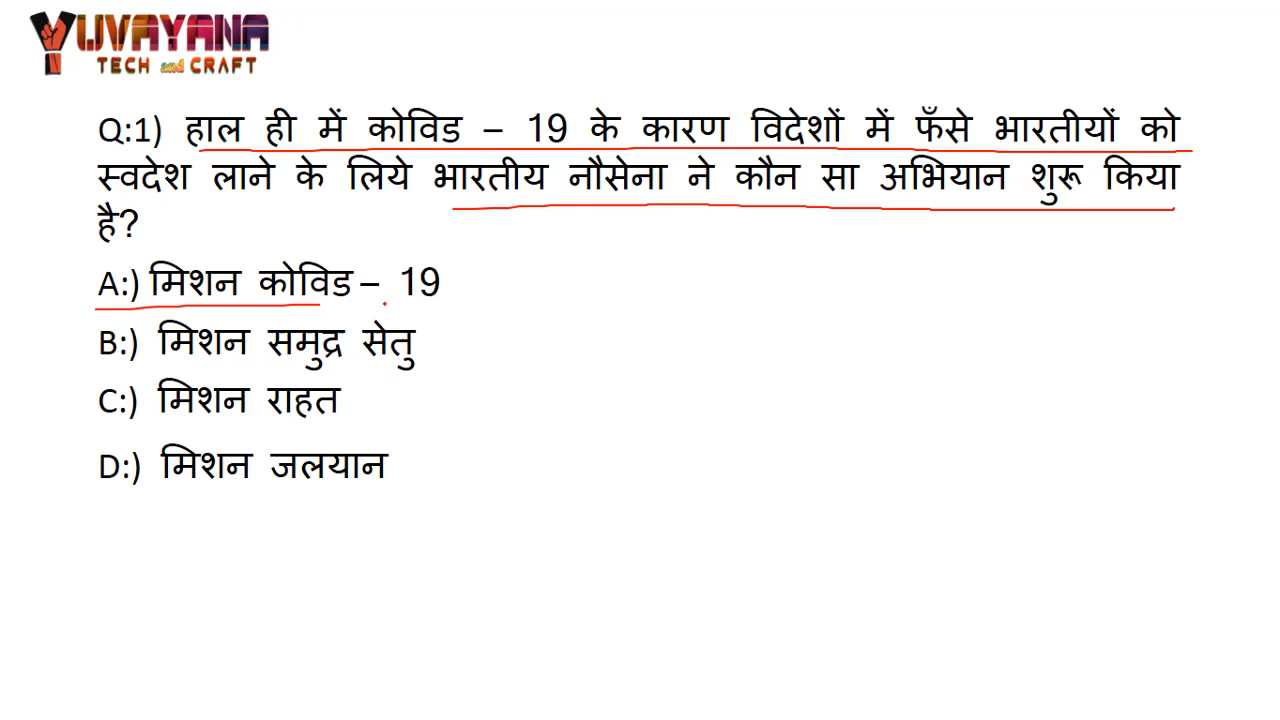 YUVAYANA
TECH and CRAFT
Q:1) हाल ही में कोविड – 19 के कारण विदेशों में फँसे भारतीयों को
स्वदेश लाने के लिये भारतीय नौसेना ने कौन सा अभियान शुरू किया
है?
A:) मिशन कोविड – 19
B:) मिशन समुद्र सेतु
C:) मिशन राहत
D:) मिशन जलयान